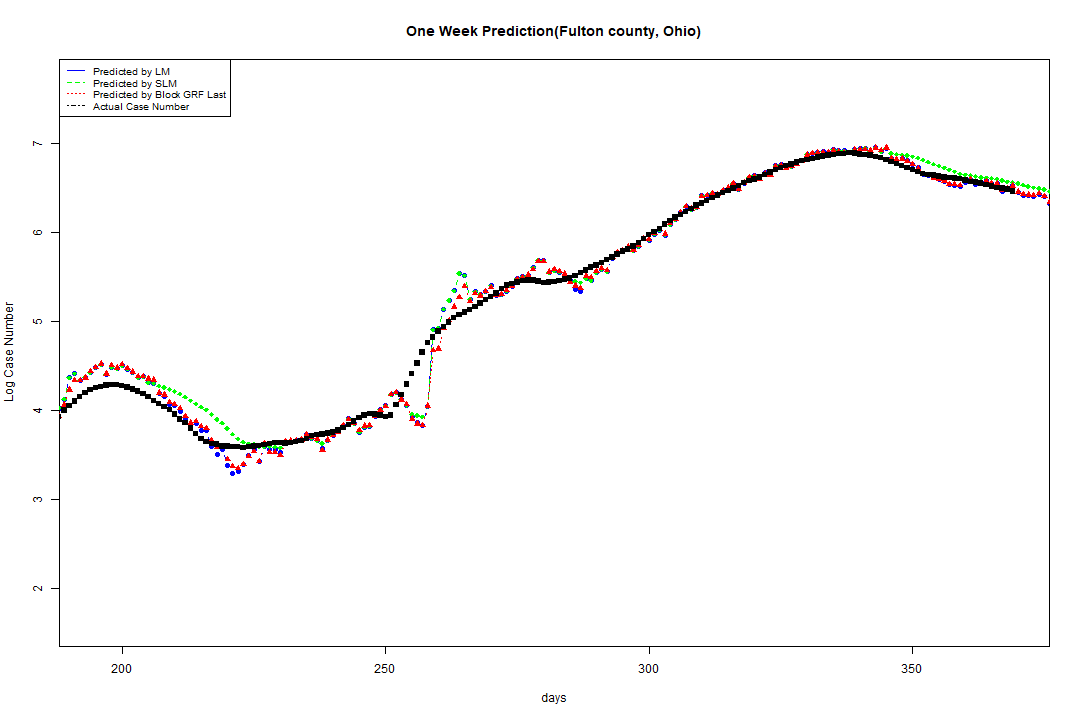 One Week Prediction(Fulton county, Ohio)
Predicted by LM
Predicted by SLM
Predicted by Block GRF Last
Actual Case Number
7
6
5
4
3
2
Log Case Number
200
250
300
350
days